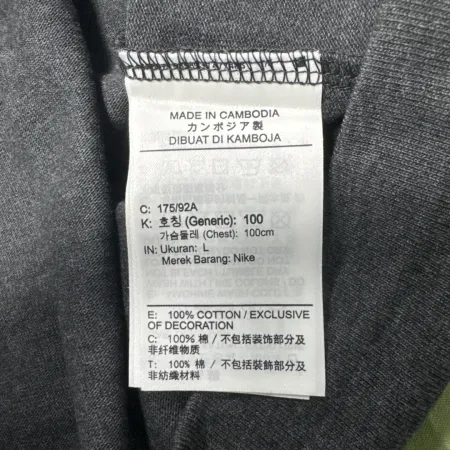 MADE IN CAMBODIA
カンボジア製
DIBUAT DI KAMBOJA
C: 175/92A
K: 호칭 (Generic): 100
가슴둘레 (Chest): 100cm
IN: Ukuran: L
Merek Barang: Nike
E: 100% COTTON / EXCLUSIVE
OF DECORATION
C: 100% 棉 / 不包括装饰部分及
非纤维物质
T: 100% 棉 / 不包括裝飾部分及
非紡織材料